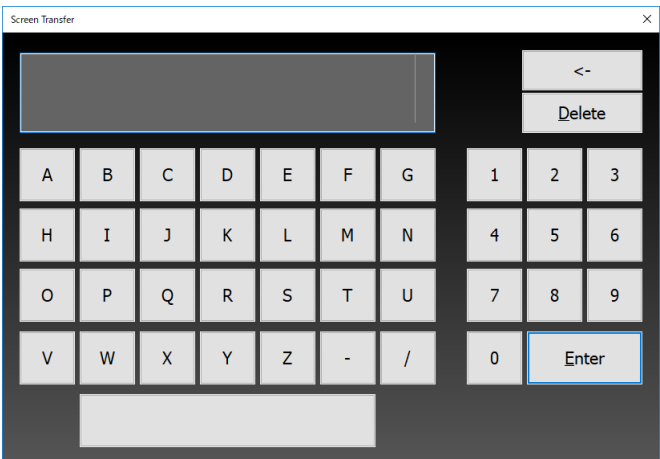 Screen Transfer
<-
Delete
A B C D E F G 1 2 3
H I J K L M N 4 5 6
O P Q R S T U 7 8 9
V W X Y Z - / 0 Enter